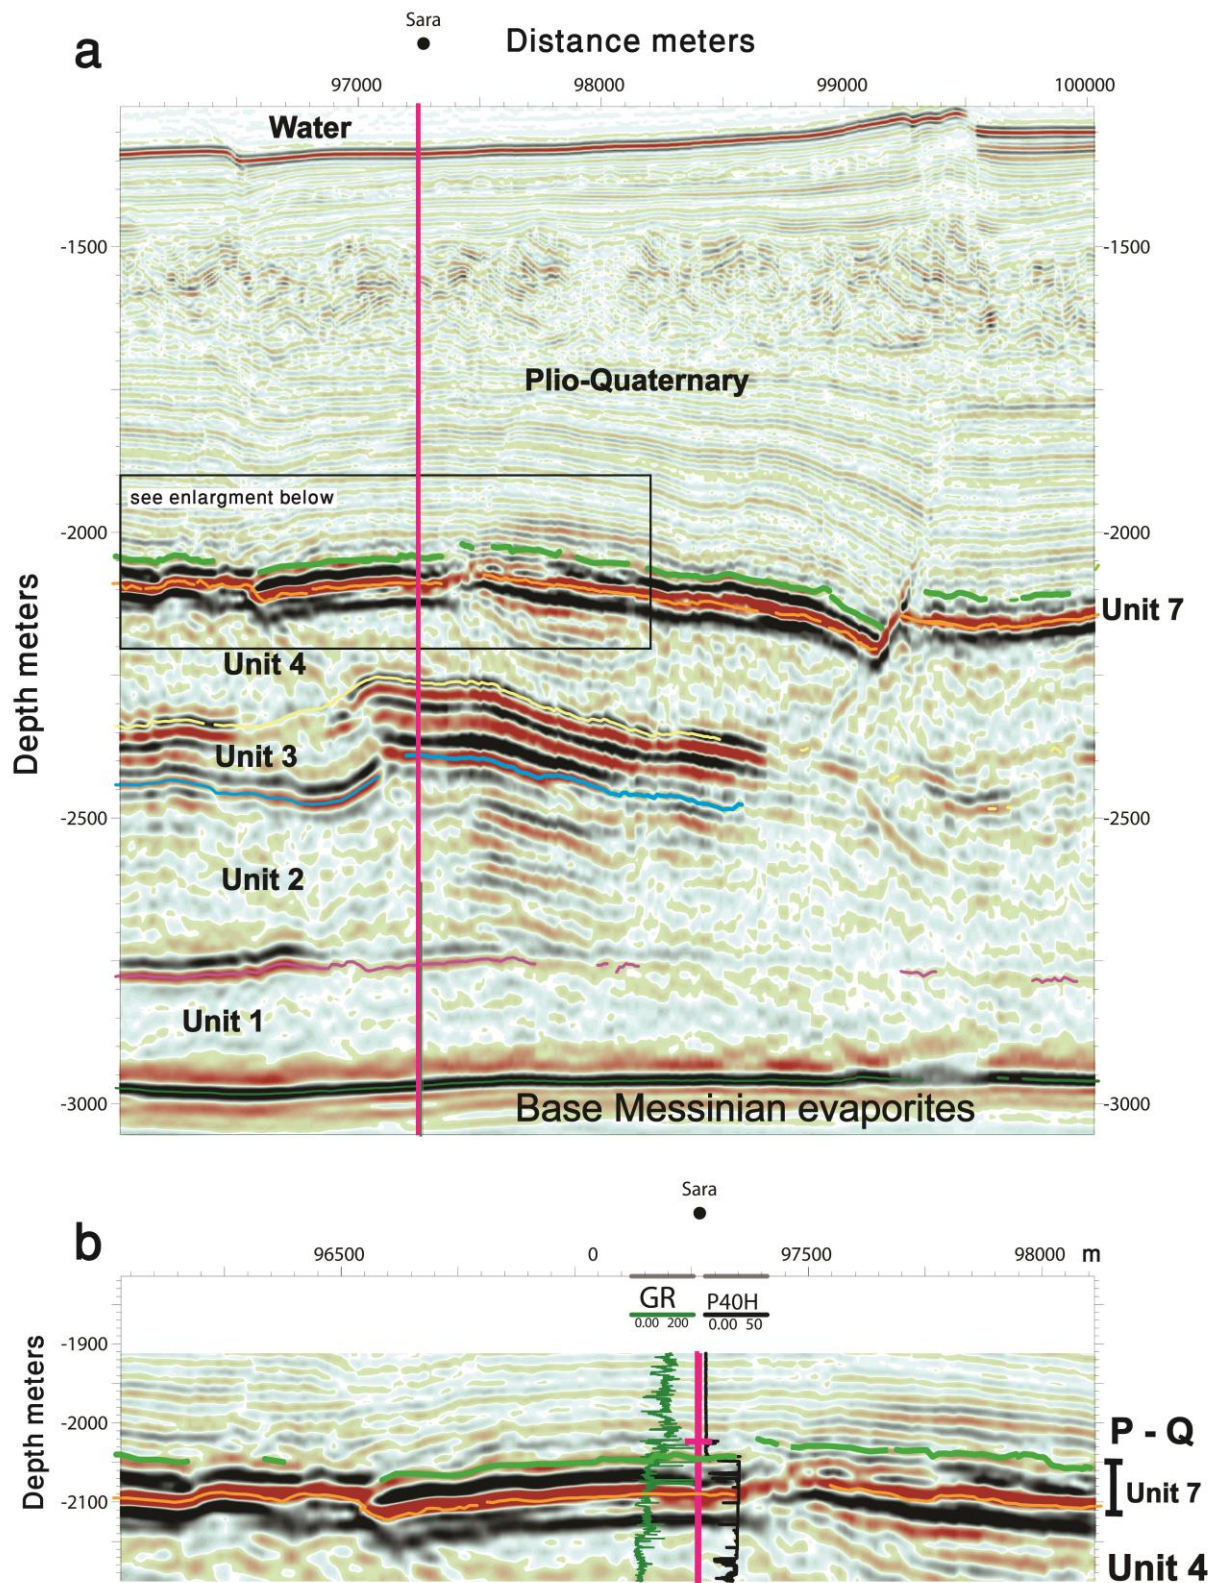 Sara
a
Distance meters
97000 98000 99000 100000
Water
-1500 -1500
Plio-Quaternary
see enlargment below
-2000 -2000
Unit 7
Unit 4
Depth meters
Unit 3
-2500 -2500
Unit 2
Unit 1
-3000 -3000
Base Messinian evaporites
Sara
b
96500 0 97500 98000 m
GR P40H
0.00 200 0.00 50
-1900
Depth meters
-2000
P - Q
Unit 7
-2100
Unit 4